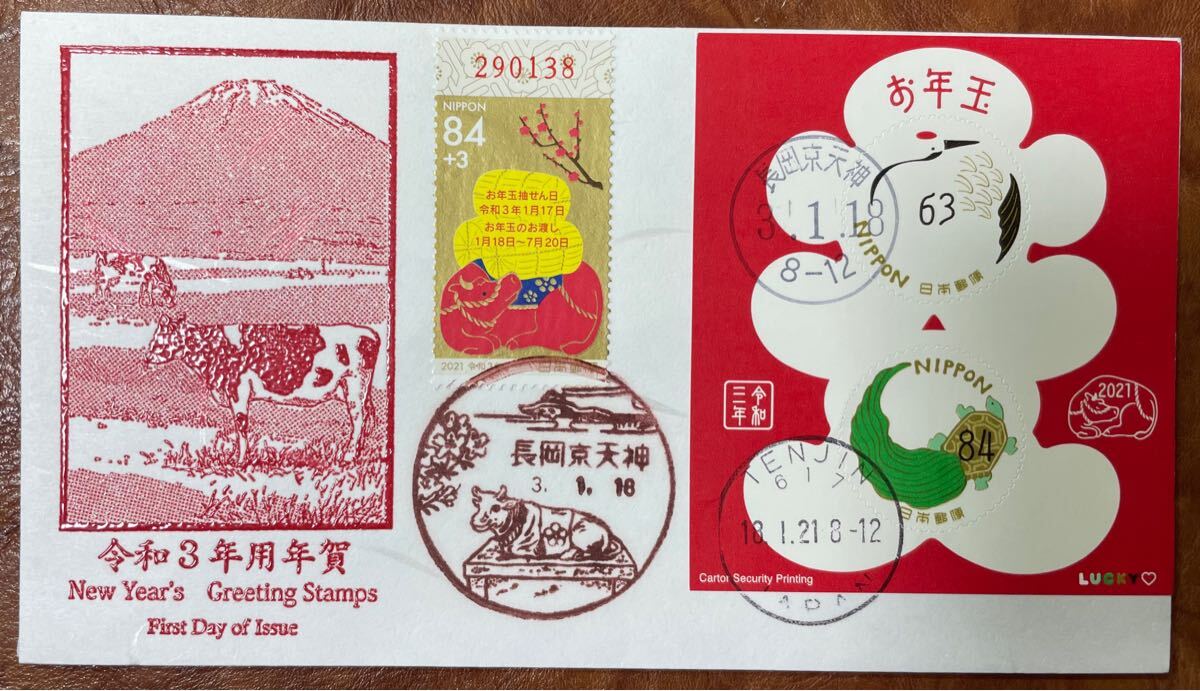 令和3年用年賀
New Year's Greeting Stamps
First Day of Issue
290138
NIPPON
84
+3
お年玉抽せん日
令和3年1月17日
お年玉のお渡し
1月18日~7月20日
2021 令和
日本郵便
長岡京天神
3. 1. 18
お年玉
長岡京天神
3.1.18
8-12
63
NIPPON
日本郵便
NIPPON
84
日本郵便
令和
三年
2021
TENJIN
617
18.1.21 8-12
JAPAN
Cartor Security Printing
LUCKY